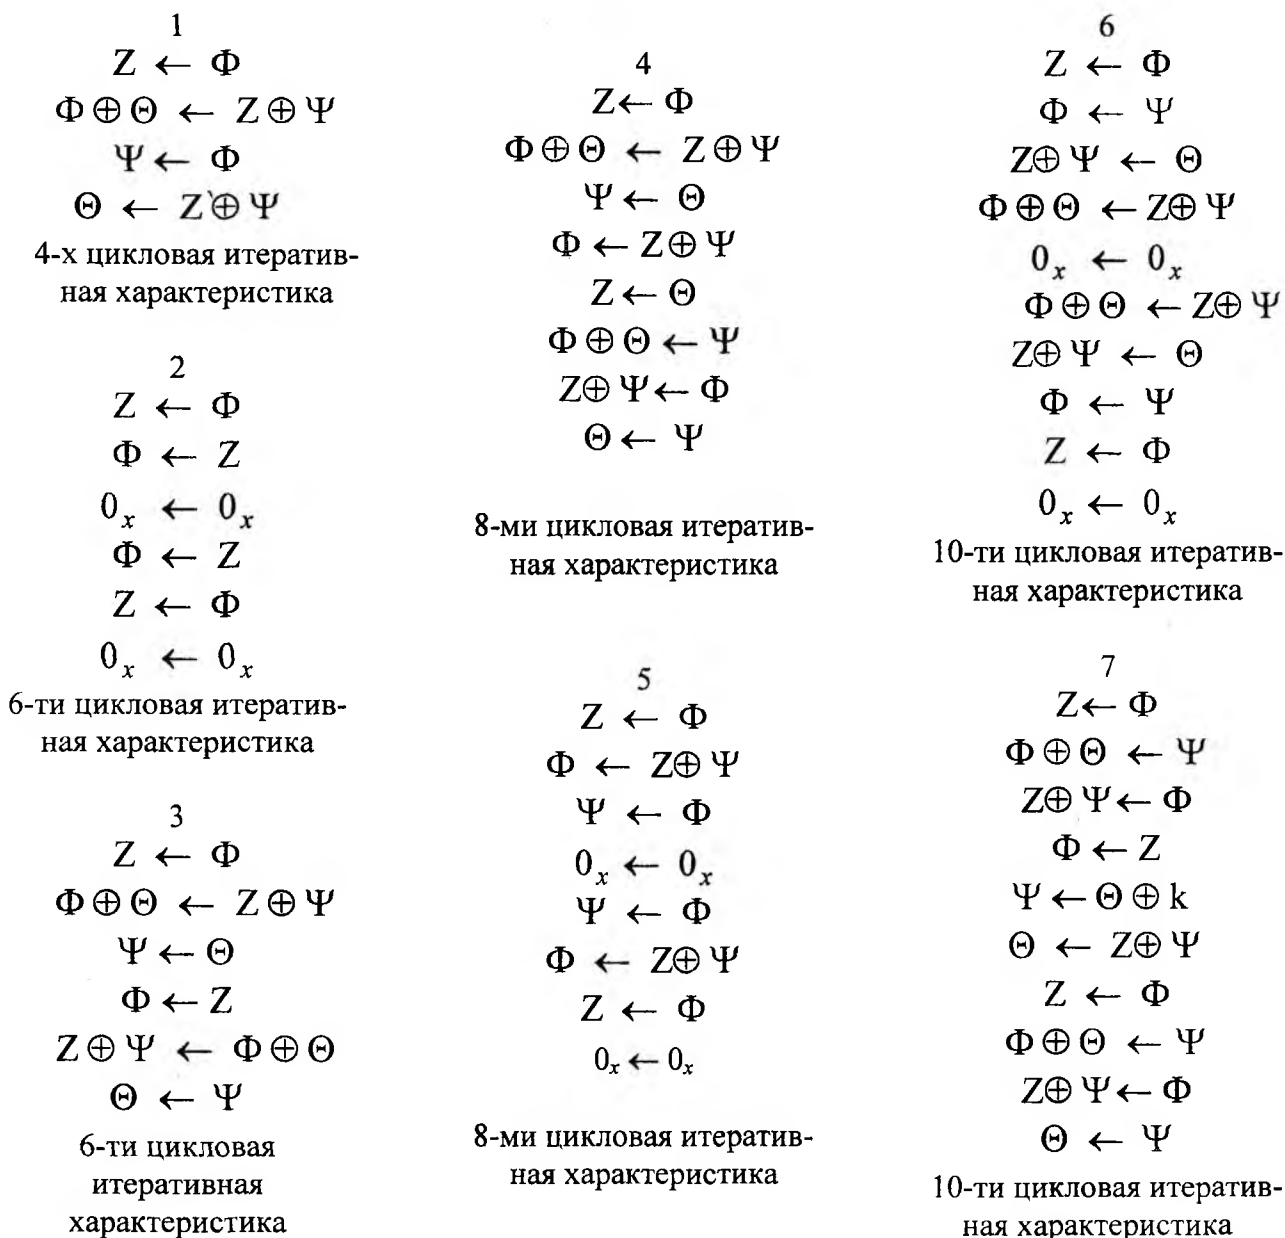 1
Z ← Φ
Φ ⊕ Θ ← Z ⊕ Ψ
Ψ ← Φ
Θ ← Z ⊕ Ψ
4-х цикловая итератив-
ная характеристика
2
Z ← Φ
Φ ← Z
0ₓ ← 0ₓ
Φ ← Z
Z ← Φ
0ₓ ← 0ₓ
6-ти цикловая итератив-
ная характеристика
3
Z ← Φ
Φ ⊕ Θ ← Z ⊕ Ψ
Ψ ← Θ
Φ ← Z
Z ⊕ Ψ ← Φ ⊕ Θ
Θ ← Ψ
6-ти цикловая
итеративная
характеристика
4
Z ← Φ
Φ ⊕ Θ ← Z ⊕ Ψ
Ψ ← Θ
Φ ← Z ⊕ Ψ
Z ← Θ
Φ ⊕ Θ ← Ψ
Z ⊕ Ψ ← Φ
Θ ← Ψ
8-ми цикловая итератив-
ная характеристика
5
Z ← Φ
Φ ← Z ⊕ Ψ
Ψ ← Φ
0ₓ ← 0ₓ
Ψ ← Φ
Φ ← Z ⊕ Ψ
Z ← Φ
0ₓ ← 0ₓ
8-ми цикловая итератив-
ная характеристика
6
Z ← Φ
Φ ← Ψ
Z ⊕ Ψ ← Θ
Φ ⊕ Θ ← Z ⊕ Ψ
0ₓ ← 0ₓ
Φ ⊕ Θ ← Z ⊕ Ψ
Z ⊕ Ψ ← Θ
Φ ← Ψ
Z ← Φ
0ₓ ← 0ₓ
10-ти цикловая итератив-
ная характеристика
7
Z ← Φ
Φ ⊕ Θ ← Ψ
Z ⊕ Ψ ← Φ
Φ ← Z
Ψ ← Θ ⊕ k
Θ ← Z ⊕ Ψ
Z ← Φ
Φ ⊕ Θ ← Ψ
Z ⊕ Ψ ← Φ
Θ ← Ψ
10-ти цикловая итератив-
ная характеристика